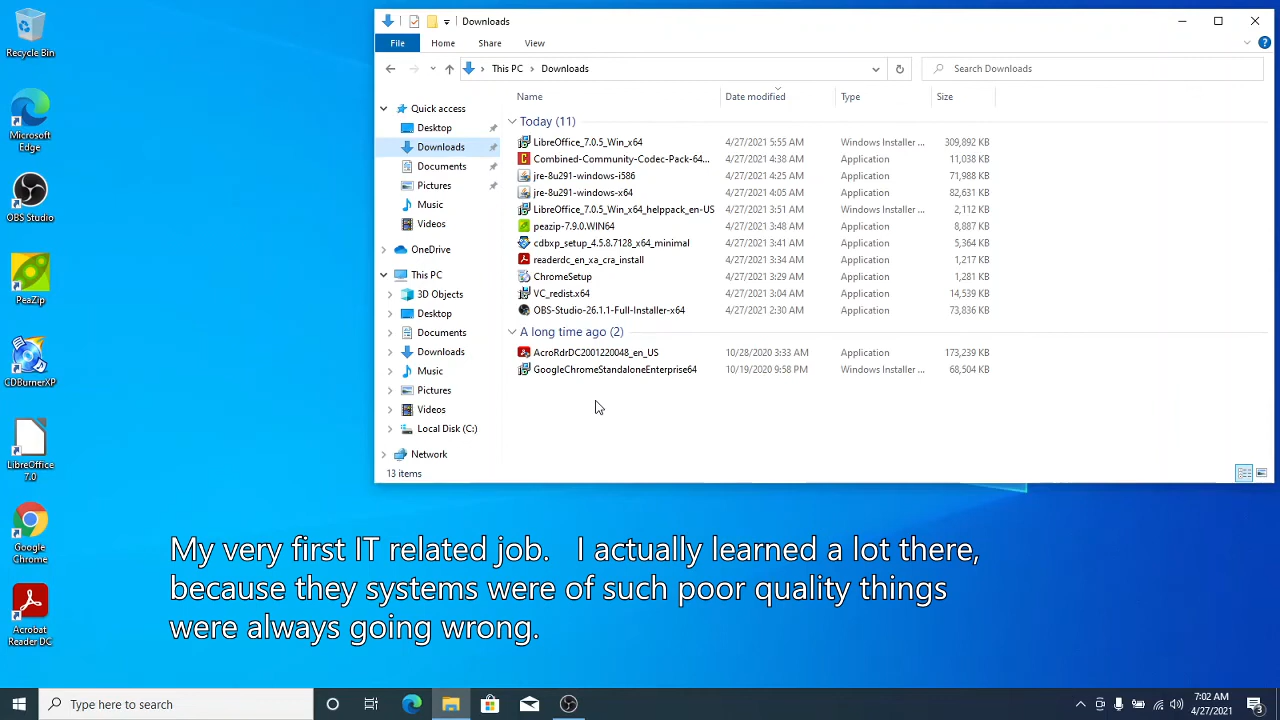 Downloads
File
Home
Share
View
This PC
Downloads
Search Downloads
Name
Date modified
Type
Size
Today (11)
LibreOffice_7.0.5_Win_x64 4/27/2021 5:55 AM Windows Installer ... 309,892 KB
Combined-Community-Codec-Pack-64... 4/27/2021 4:38 AM Application 11,038 KB
jre-8u291-windows-i586 4/27/2021 4:25 AM Application 71,988 KB
jre-8u291-windows-x64 4/27/2021 4:05 AM Application 82,631 KB
LibreOffice_7.0.5_Win_x64_helppack_en-US 4/27/2021 3:51 AM Windows Installer ... 2,112 KB
peazip-7.9.0.WIN64 4/27/2021 3:48 AM Application 8,887 KB
cdbxp_setup_4.5.8.7128_x64_minimal 4/27/2021 3:41 AM Application 5,364 KB
readerdc_en_xa_cra_install 4/27/2021 3:34 AM Application 1,217 KB
ChromeSetup 4/27/2021 3:29 AM Application 1,281 KB
VC_redist.x64 4/27/2021 3:04 AM Application 14,539 KB
OBS-Studio-26.1.1-Full-Installer-x64 4/27/2021 2:30 AM Application 73,836 KB
A long time ago (2)
AcroRdrDC2001220048_en_US 10/28/2020 3:33 AM Application 173,239 KB
GoogleChromeStandaloneEnterprise64 10/19/2020 9:58 PM Windows Installer ... 68,504 KB
Quick access
Desktop
Downloads
Documents
Pictures
Music
Videos
OneDrive
This PC
3D Objects
Desktop
Documents
Downloads
Music
Pictures
Videos
Local Disk (C:)
Network
13 items
Recycle Bin
Microsoft
Edge
OBS Studio
PeaZip
CDBurnerXP
LibreOffice
7.0
Google
Chrome
Acrobat
Reader DC
My very first IT related job. I actually learned a lot there,
because they systems were of such poor quality things
were always going wrong.
Type here to search
7:02 AM
4/27/2021
3